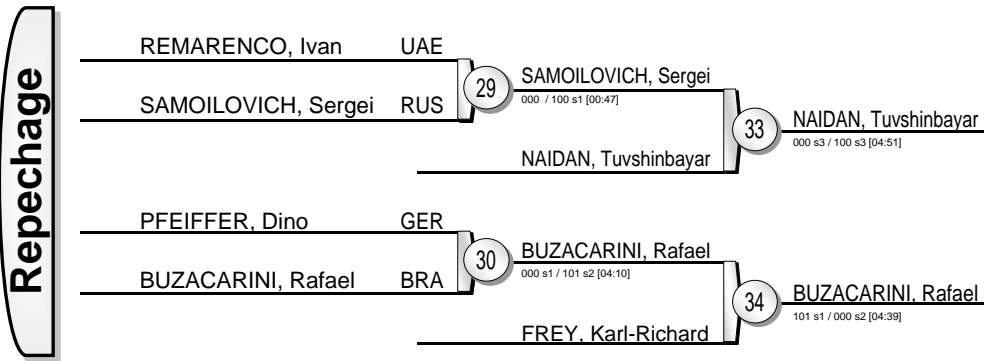 Repechage
REMARENCO, Ivan UAE
SAMOILOVICH, Sergei RUS
29
SAMOILOVICH, Sergei
000 / 100 s1 [00:47]
NAIDAN, Tuvshinbayar
33
NAIDAN, Tuvshinbayar
000 s3 / 100 s3 [04:51]
PFEIFFER, Dino GER
BUZACARINI, Rafael BRA
30
BUZACARINI, Rafael
000 s1 / 101 s2 [04:10]
FREY, Karl-Richard
34
BUZACARINI, Rafael
101 s1 / 000 s2 [04:39]